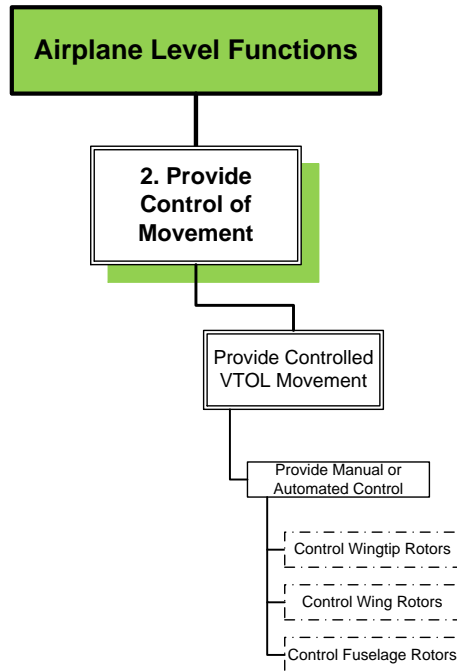 Airplane Level Functions
2. Provide
Control of
Movement
Provide Controlled
VTOL Movement
Provide Manual or
Automated Control
Control Wingtip Rotors
Control Wing Rotors
Control Fuselage Rotors